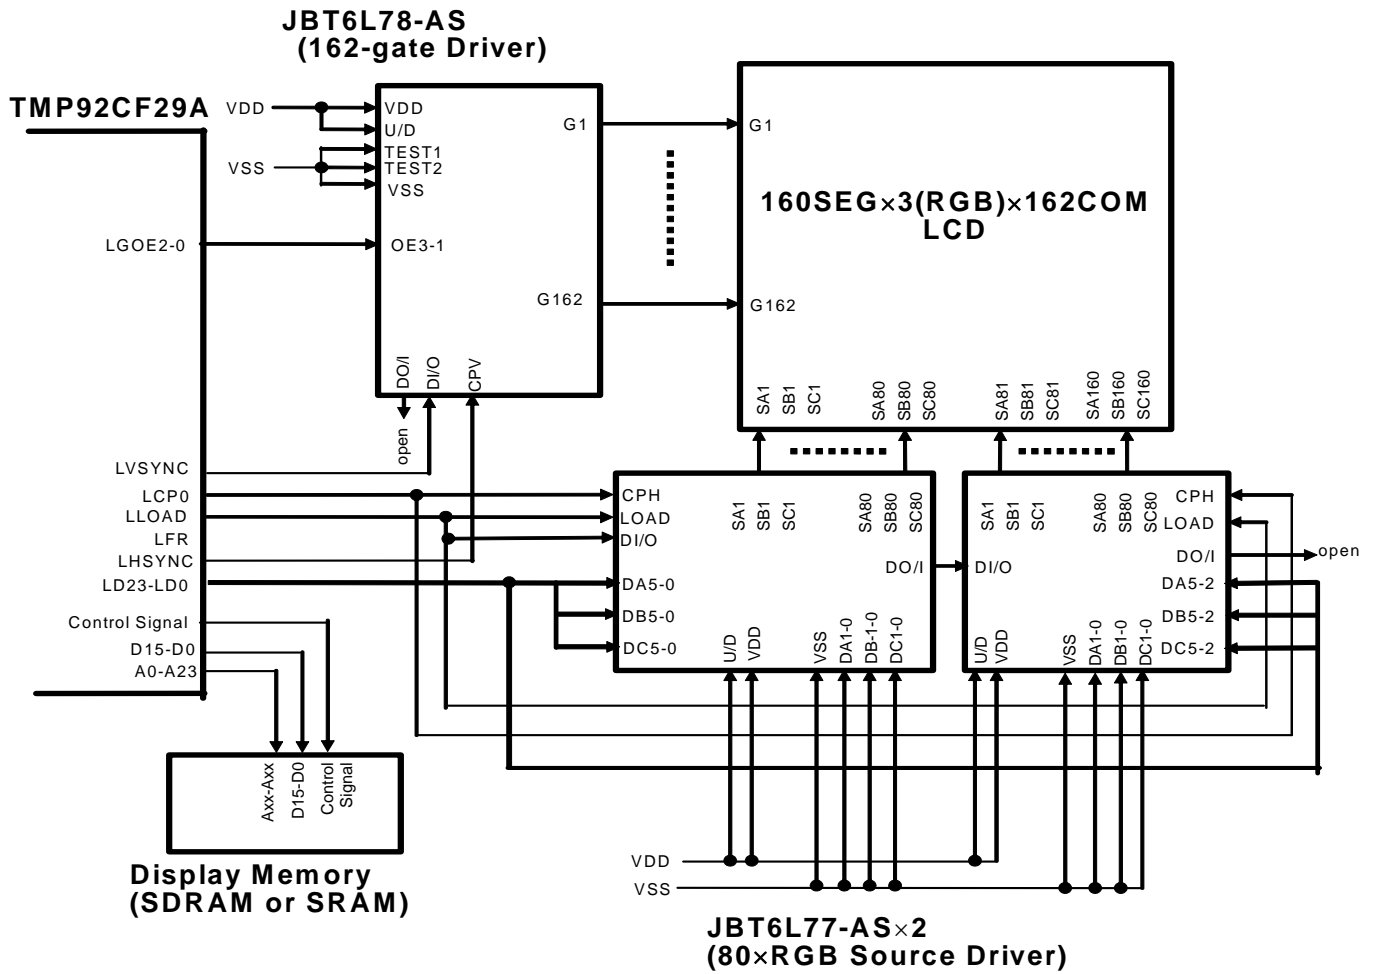 JBT6L78-AS
(162-gate Driver)
TMP92CF29A
VDD
VDD
U/D
TEST1
VSS
TEST2
VSS
G1
G1
160SEG×3(RGB)×162COM
LCD
LGOE2-0
OE3-1
G162
G162
DO/I
DI/O
CPV
open
SA1
SB1
SC1
SA80
SB80
SC80
SA81
SB81
SC81
SA160
SB160
SC160
LVSYNC
LCP0
LLOAD
LFR
LHSYNC
LD23-LD0
Control Signal
D15-D0
A0-A23
CPH
LOAD
DI/O
DA5-0
DB5-0
DC5-0
SA1
SB1
SC1
SA80
SB80
SC80
DO/I
U/D
VDD
VSS
DA1-0
DB-1-0
DC1-0
DI/O
SA1
SB1
SC1
SA80
SB80
SC80
CPH
LOAD
DO/I
open
DA5-2
DB5-2
DC5-2
U/D
VDD
VSS
DA1-0
DB1-0
DC1-0
Axx-Axx
D15-D0
Control
Signal
Display Memory
(SDRAM or SRAM)
VDD
VSS
JBT6L77-AS×2
(80×RGB Source Driver)